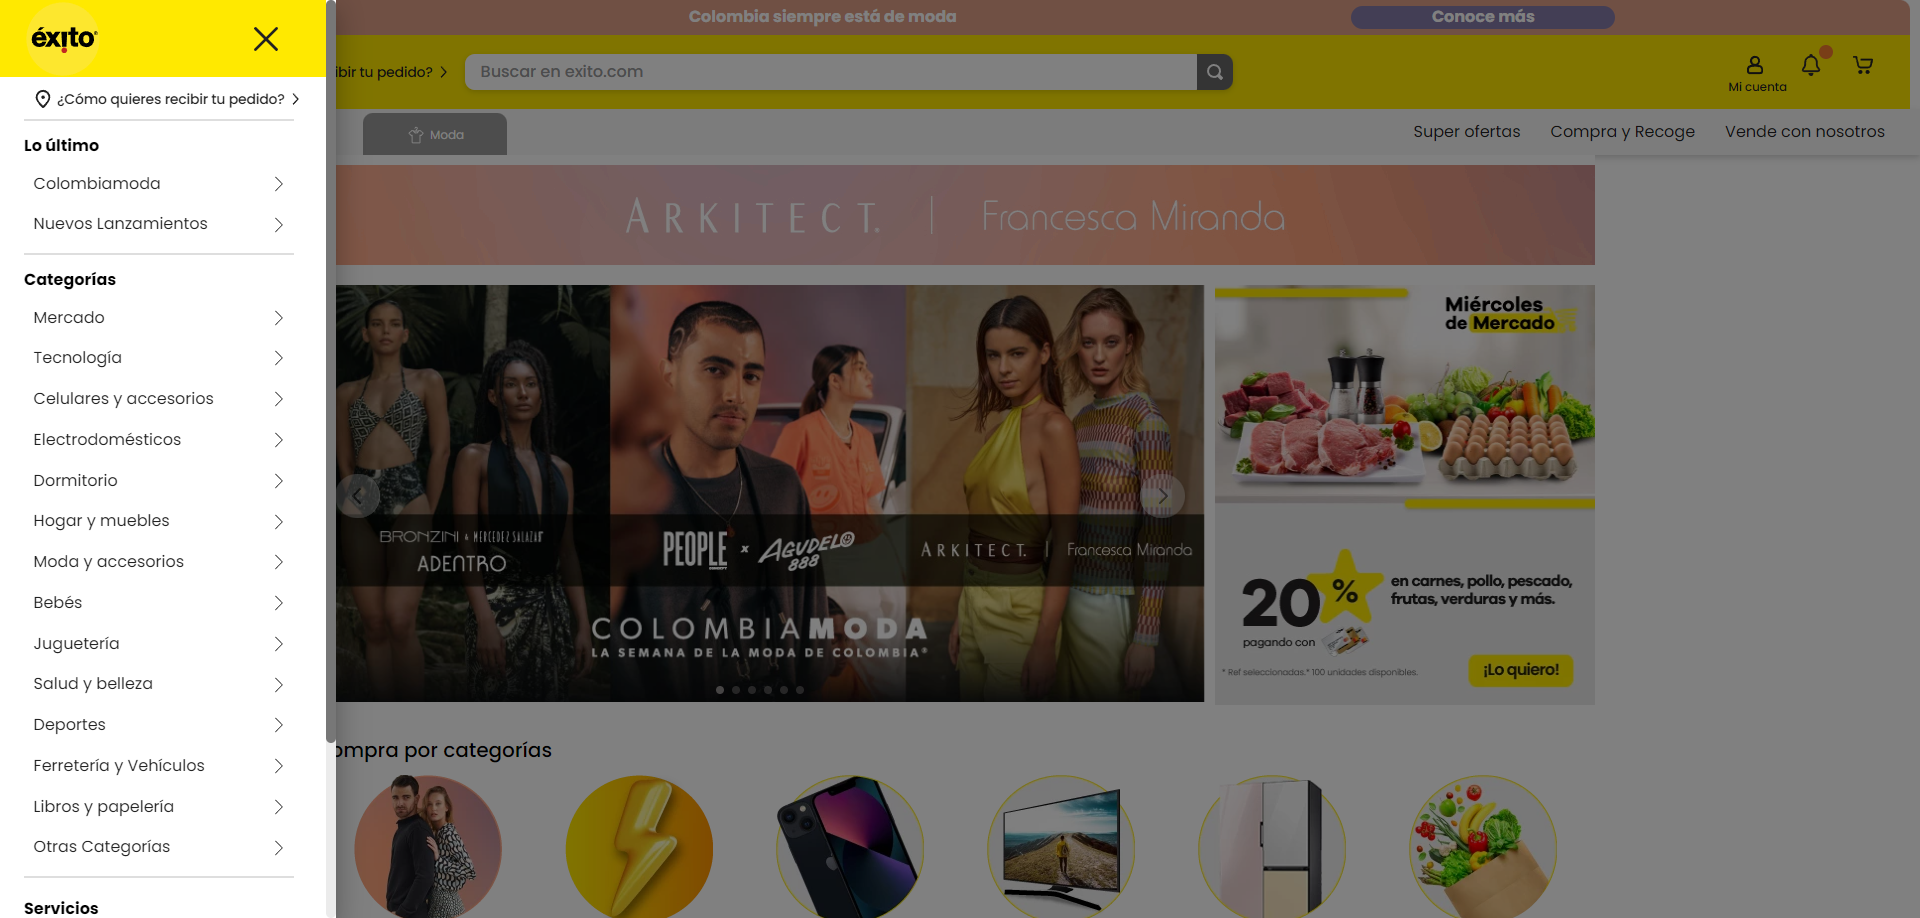 éxito
¿Cómo quieres recibir tu pedido?
Lo último
Colombiamoda
Nuevos Lanzamientos
Categorías
Mercado
Tecnología
Celulares y accesorios
Electrodomésticos
Dormitorio
Hogar y muebles
Moda y accesorios
Bebés
Juguetería
Salud y belleza
Deportes
Ferretería y Vehículos
Libros y papelería
Otras Categorías
Servicios
Colombia siempre está de moda
Conoce más
ibir tu pedido?
Buscar en exito.com
Mi cuenta
Moda
Super ofertas
Compra y Recoge
Vende con nosotros
ARKITECT. | Francesca Miranda
BRONZINI & MERCEDES SALAZAR
ADENTRO
PEOPLE x AGUDELO
888
ARKITECT. | Francesca Miranda
COLOMBIAMODA
LA SEMANA DE LA MODA DE COLOMBIA®
Miércoles
de Mercado
20%
en carnes, pollo, pescado,
frutas, verduras y más.
pagando con
* Ref seleccionadas.* 100 unidades disponibles.
¡Lo quiero!
ompra por categorías